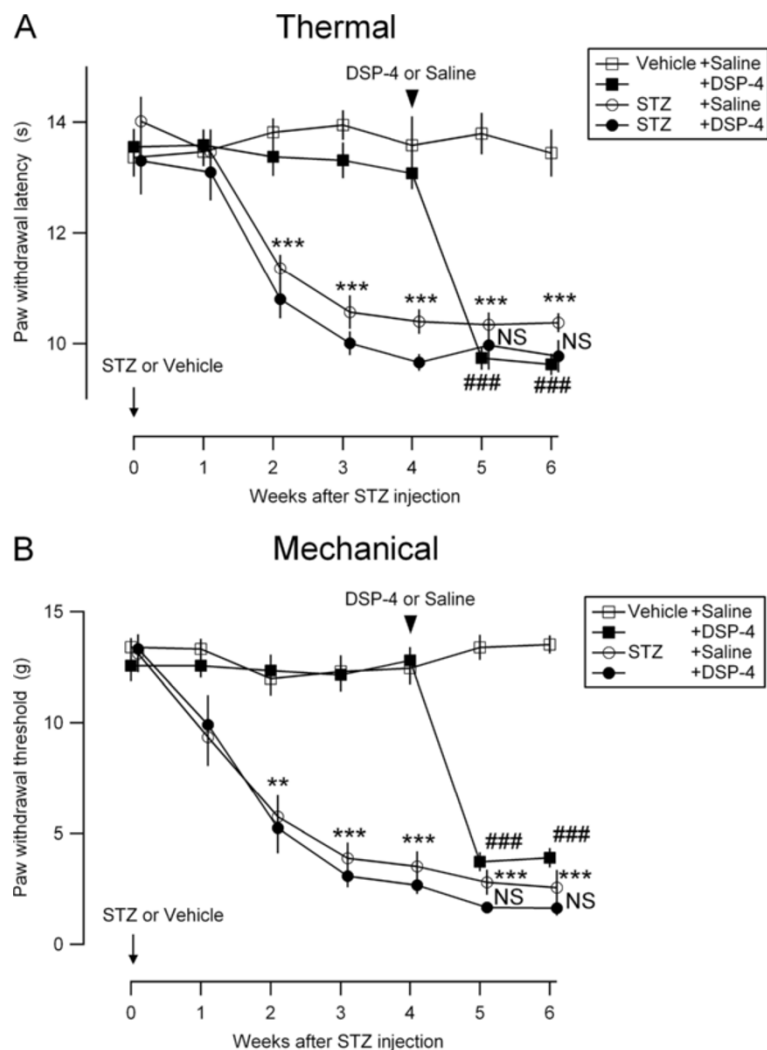 A
Thermal
DSP-4 or Saline
Vehicle +Saline
+DSP-4
STZ +Saline
STZ +DSP-4
Paw withdrawal latency (s)
14
12
10
***
***
***
***
***
NS
NS
###
###
STZ or Vehicle
0 1 2 3 4 5 6
Weeks after STZ injection
B
Mechanical
DSP-4 or Saline
Vehicle +Saline
+DSP-4
STZ +Saline
+DSP-4
Paw withdrawal threshold (g)
15
10
5
0
**
***
***
###
###
***
***
NS
NS
STZ or Vehicle
0 1 2 3 4 5 6
Weeks after STZ injection